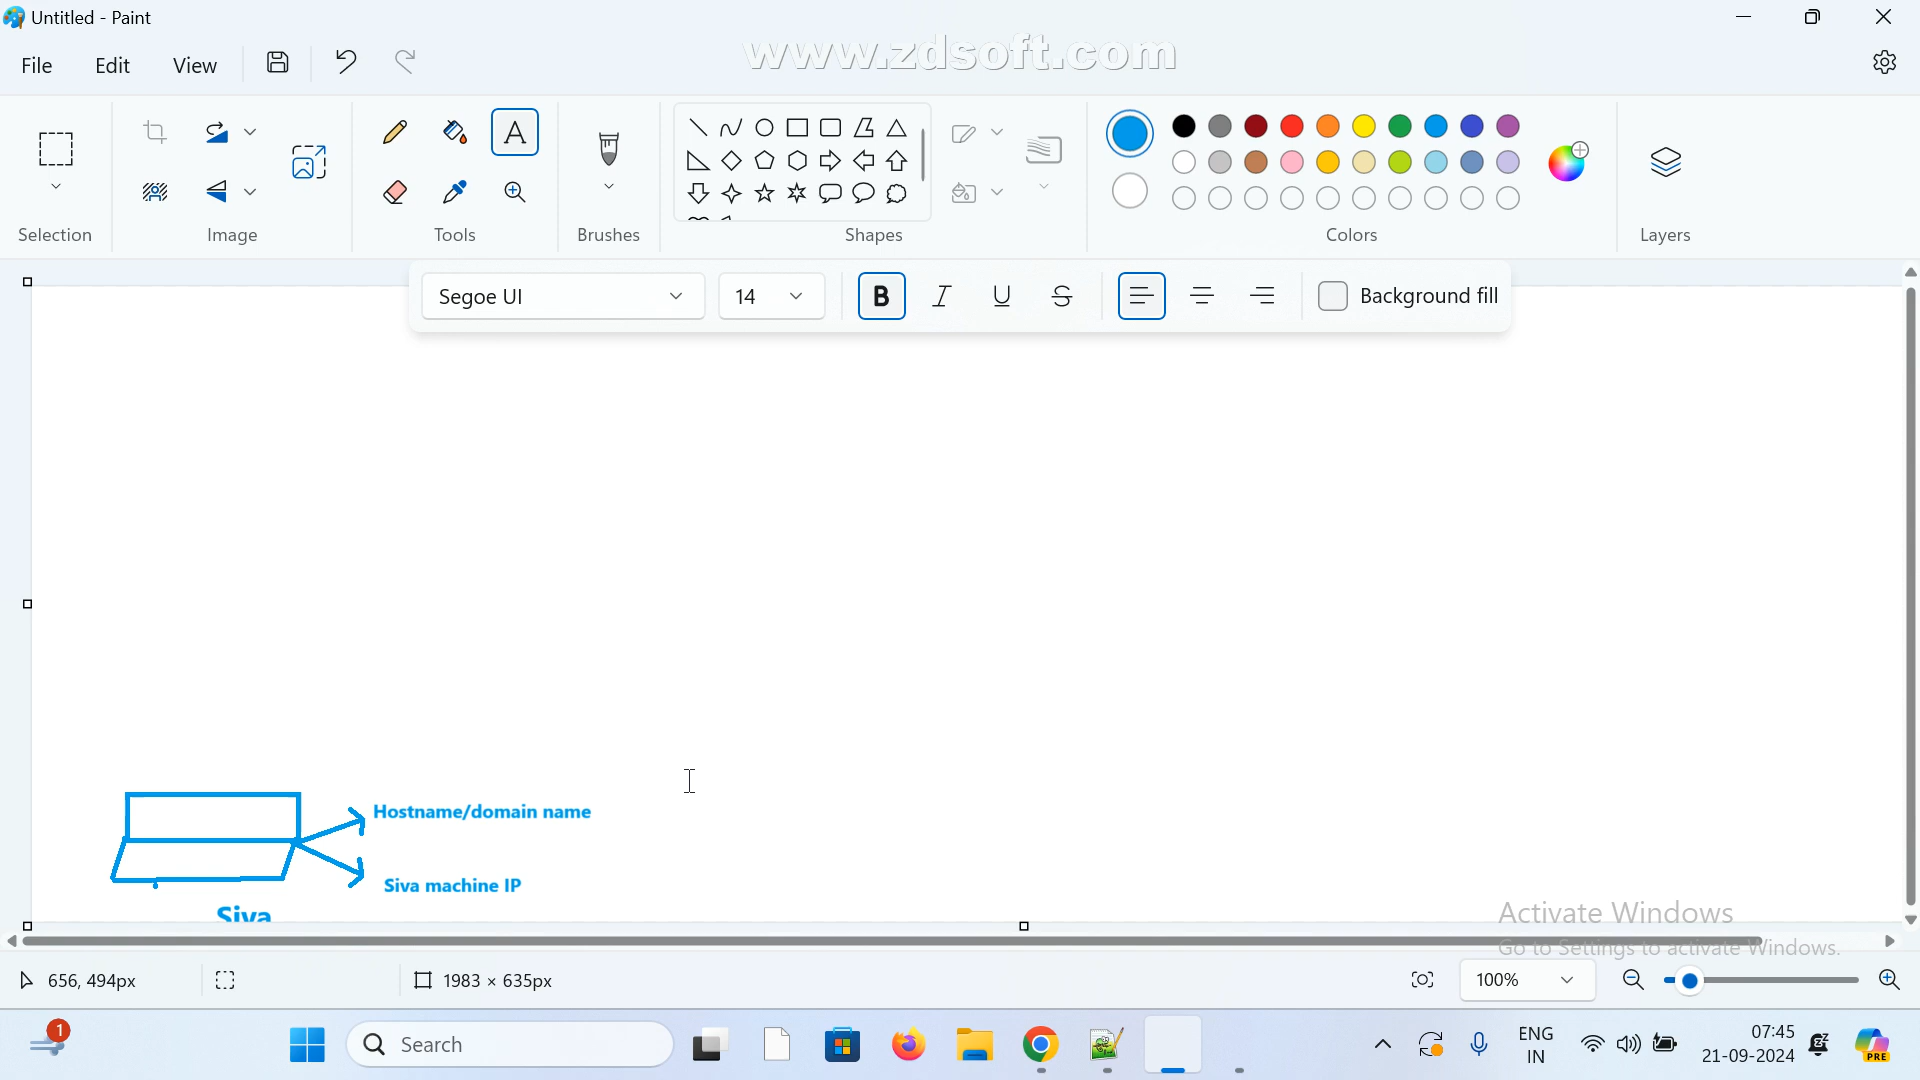 Untitled - Paint
www.zdsoft.com
File Edit View
Selection Image Tools Brushes Shapes Colors Layers
Segoe UI 14 B Background fill
Hostname/domain name
Siva machine IP
Siva
Activate Windows
Go to Settings to activate Windows.
656, 494px 1983 × 635px 100%
1 Search ENG 07:45
IN 21-09-2024 PRE